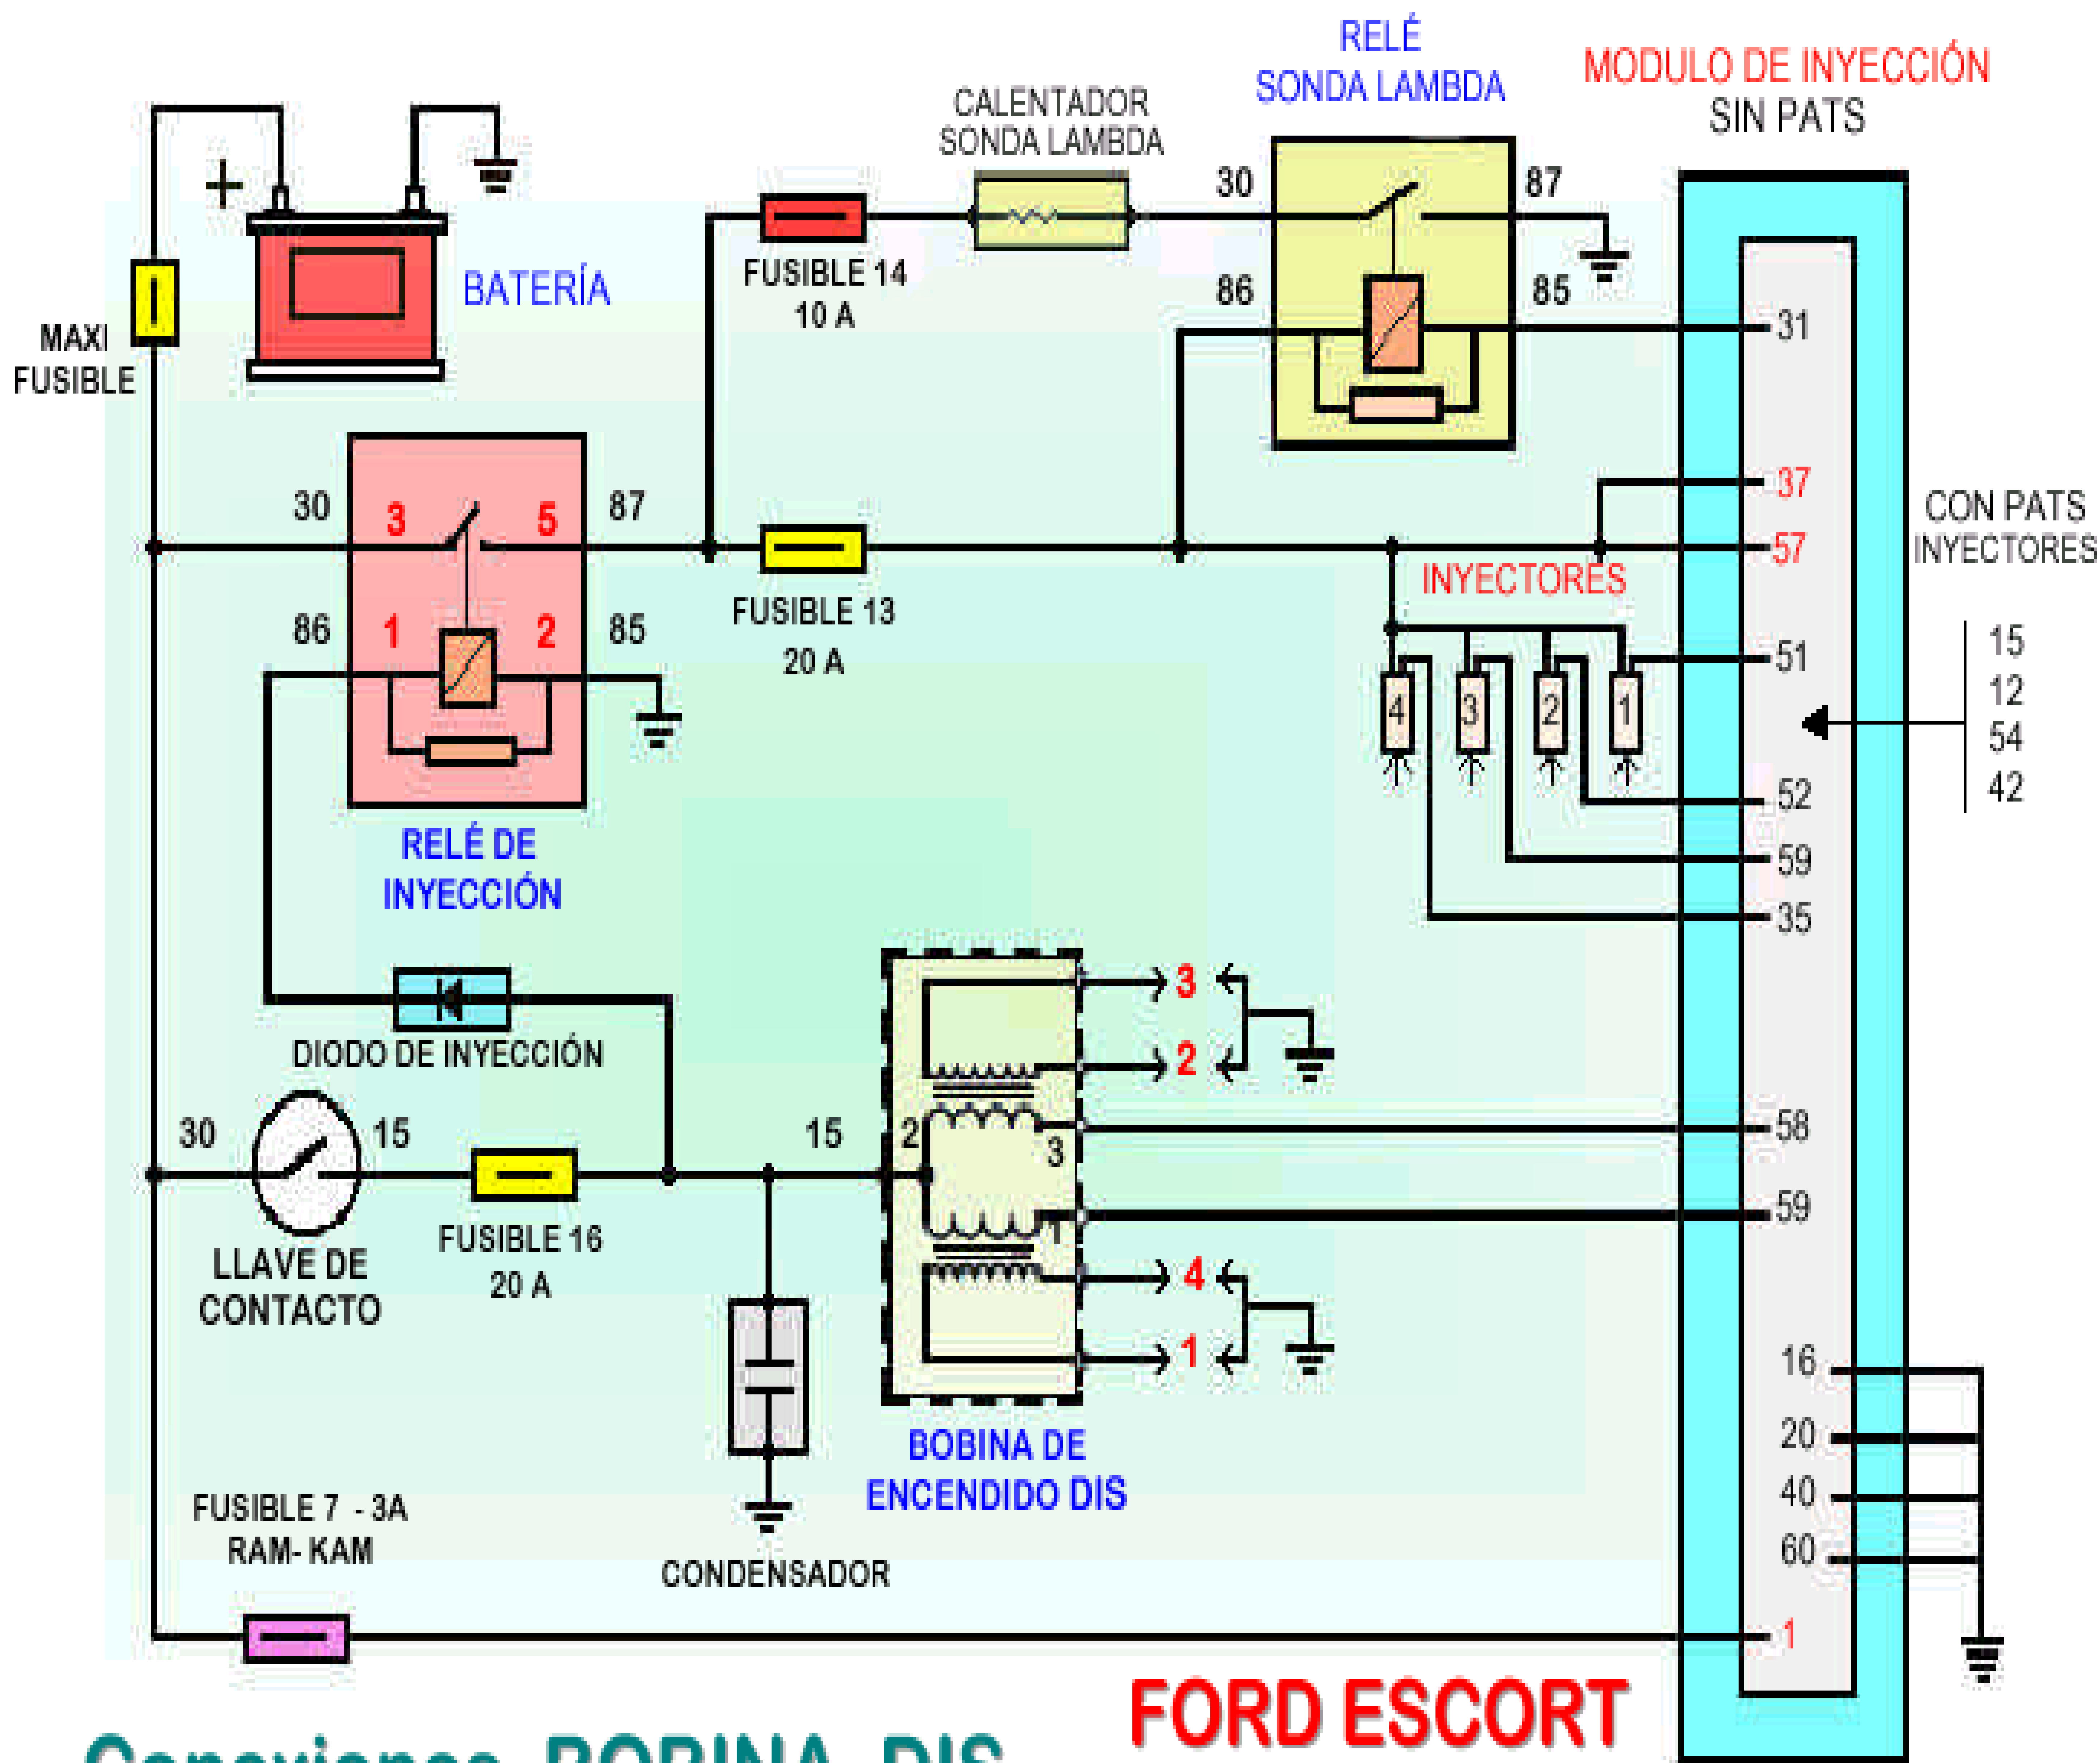 RELÉ
SONDA LAMBDA
MODULO DE INYECCIÓN
SIN PATS
CALENTADOR
SONDA LAMBDA
30
87
+
FUSIBLE 14
10 A
86
85
BATERÍA
MAXI
FUSIBLE
31
30
3
5
87
37
57
CON PATS
INYECTORES
INYECTORES
FUSIBLE 13
20 A
86
1
2
85
51
4
3
2
1
15
12
54
42
52
59
35
RELÉ DE
INYECCIÓN
3
2
DIODO DE INYECCIÓN
30
15
15
2
3
58
1
59
FUSIBLE 16
20 A
LLAVE DE
CONTACTO
4
1
16
20
40
60
BOBINA DE
ENCENDIDO DIS
FUSIBLE 7 - 3A
RAM- KAM
CONDENSADOR
1
FORD ESCORT
Conexiones BOBINA DIS